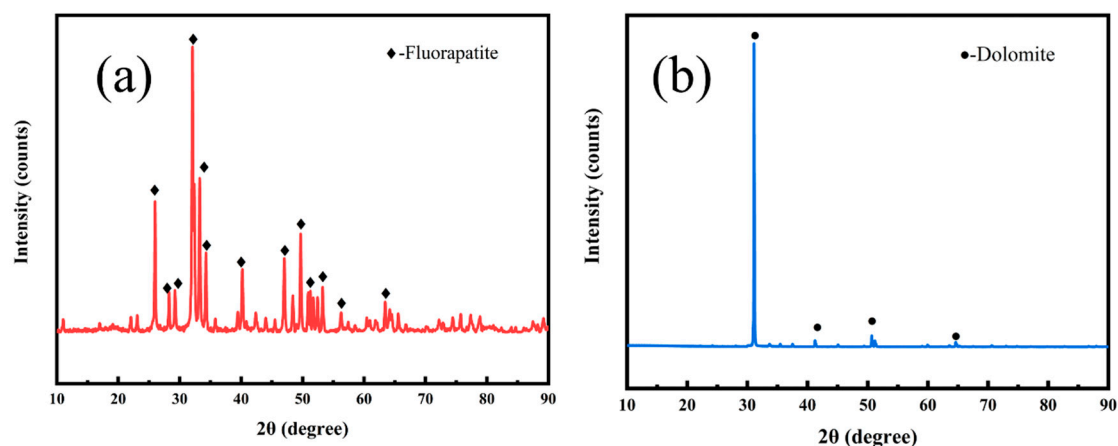 (a)
◆-Fluorapatite
Intensity (counts)
10 20 30 40 50 60 70 80 90
2θ (degree)
(b)
●-Dolomite
Intensity (counts)
10 20 30 40 50 60 70 80 90
2θ (degree)